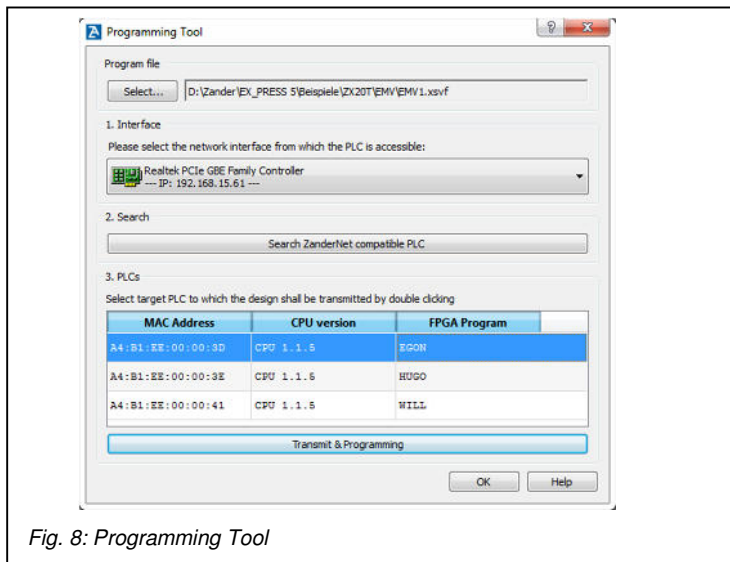 Programming Tool
Program file
Select... D:\Zander\EX_PRESS 5\Beispiele\ZX20T\EMV\EMV1.xsvf
1. Interface
Please select the network interface from which the PLC is accessible:
Realtek PCIe GBE Family Controller
--- IP: 192.168.15.61 ---
2. Search
Search ZanderNet compatible PLC
3. PLCs
Select target PLC to which the design shall be transmitted by double clicking
MAC Address CPU version FPGA Program
A4:B1:EE:00:00:3D CPU 1.1.5 EGON
A4:B1:EE:00:00:3E CPU 1.1.5 HUGO
A4:B1:EE:00:00:41 CPU 1.1.5 WILL
Transmit & Programming
OK Help
Fig. 8: Programming Tool